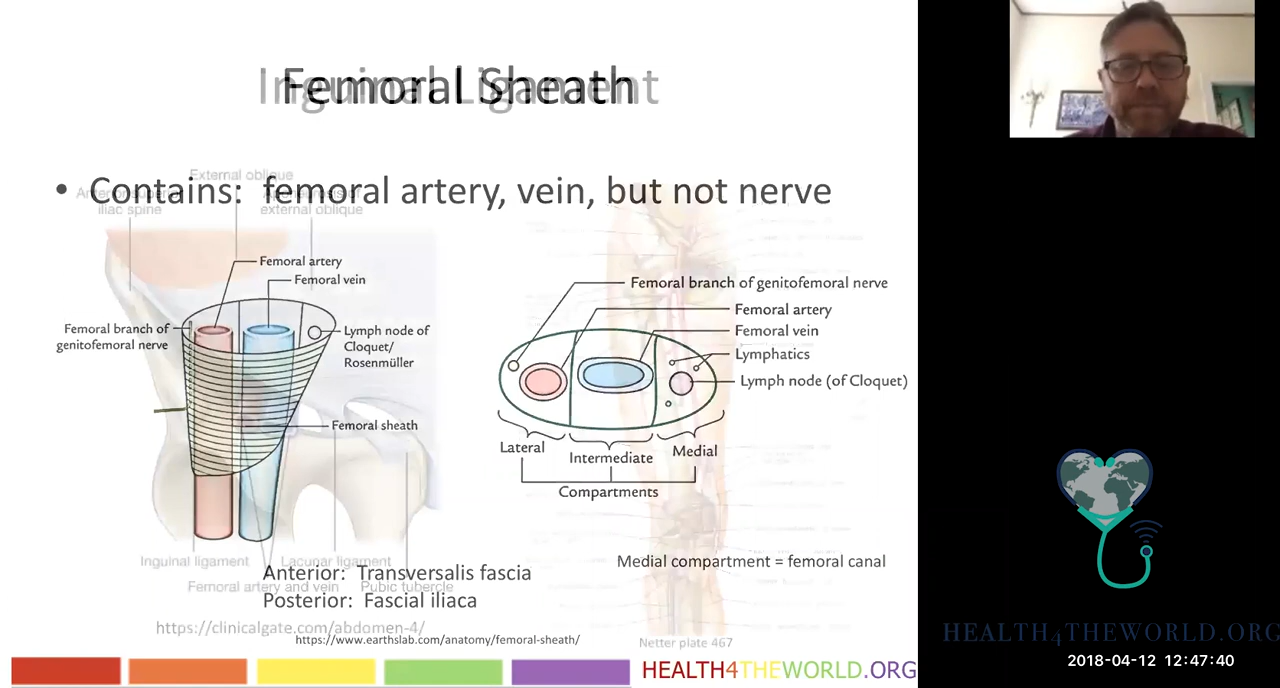 Femoral Sheath
Inguinal Ligament
• Contains: femoral artery, vein, but not nerve
External oblique
Anterior superior
iliac spine
Aponeurosis of
external oblique
Femoral artery
Femoral vein
Femoral branch of
genitofemoral nerve
Lymph node of
Cloquet/
Rosenmüller
Femoral sheath
Femoral branch of genitofemoral nerve
Femoral artery
Femoral vein
Lymphatics
Lymph node (of Cloquet)
Lateral
Intermediate
Medial
Compartments
Inguinal ligament
Lacunar ligament
Femoral artery and vein
Pubic tubercle
Anterior: Transversalis fascia
Posterior: Fascial iliaca
Medial compartment = femoral canal
https://clinicalgate.com/abdomen-4/
https://www.earthslab.com/anatomy/femoral-sheath/
Netter plate 467
HEALTH4THEWORLD.ORG
HEALTH4THEWORLD.ORG
2018-04-12 12:47:40